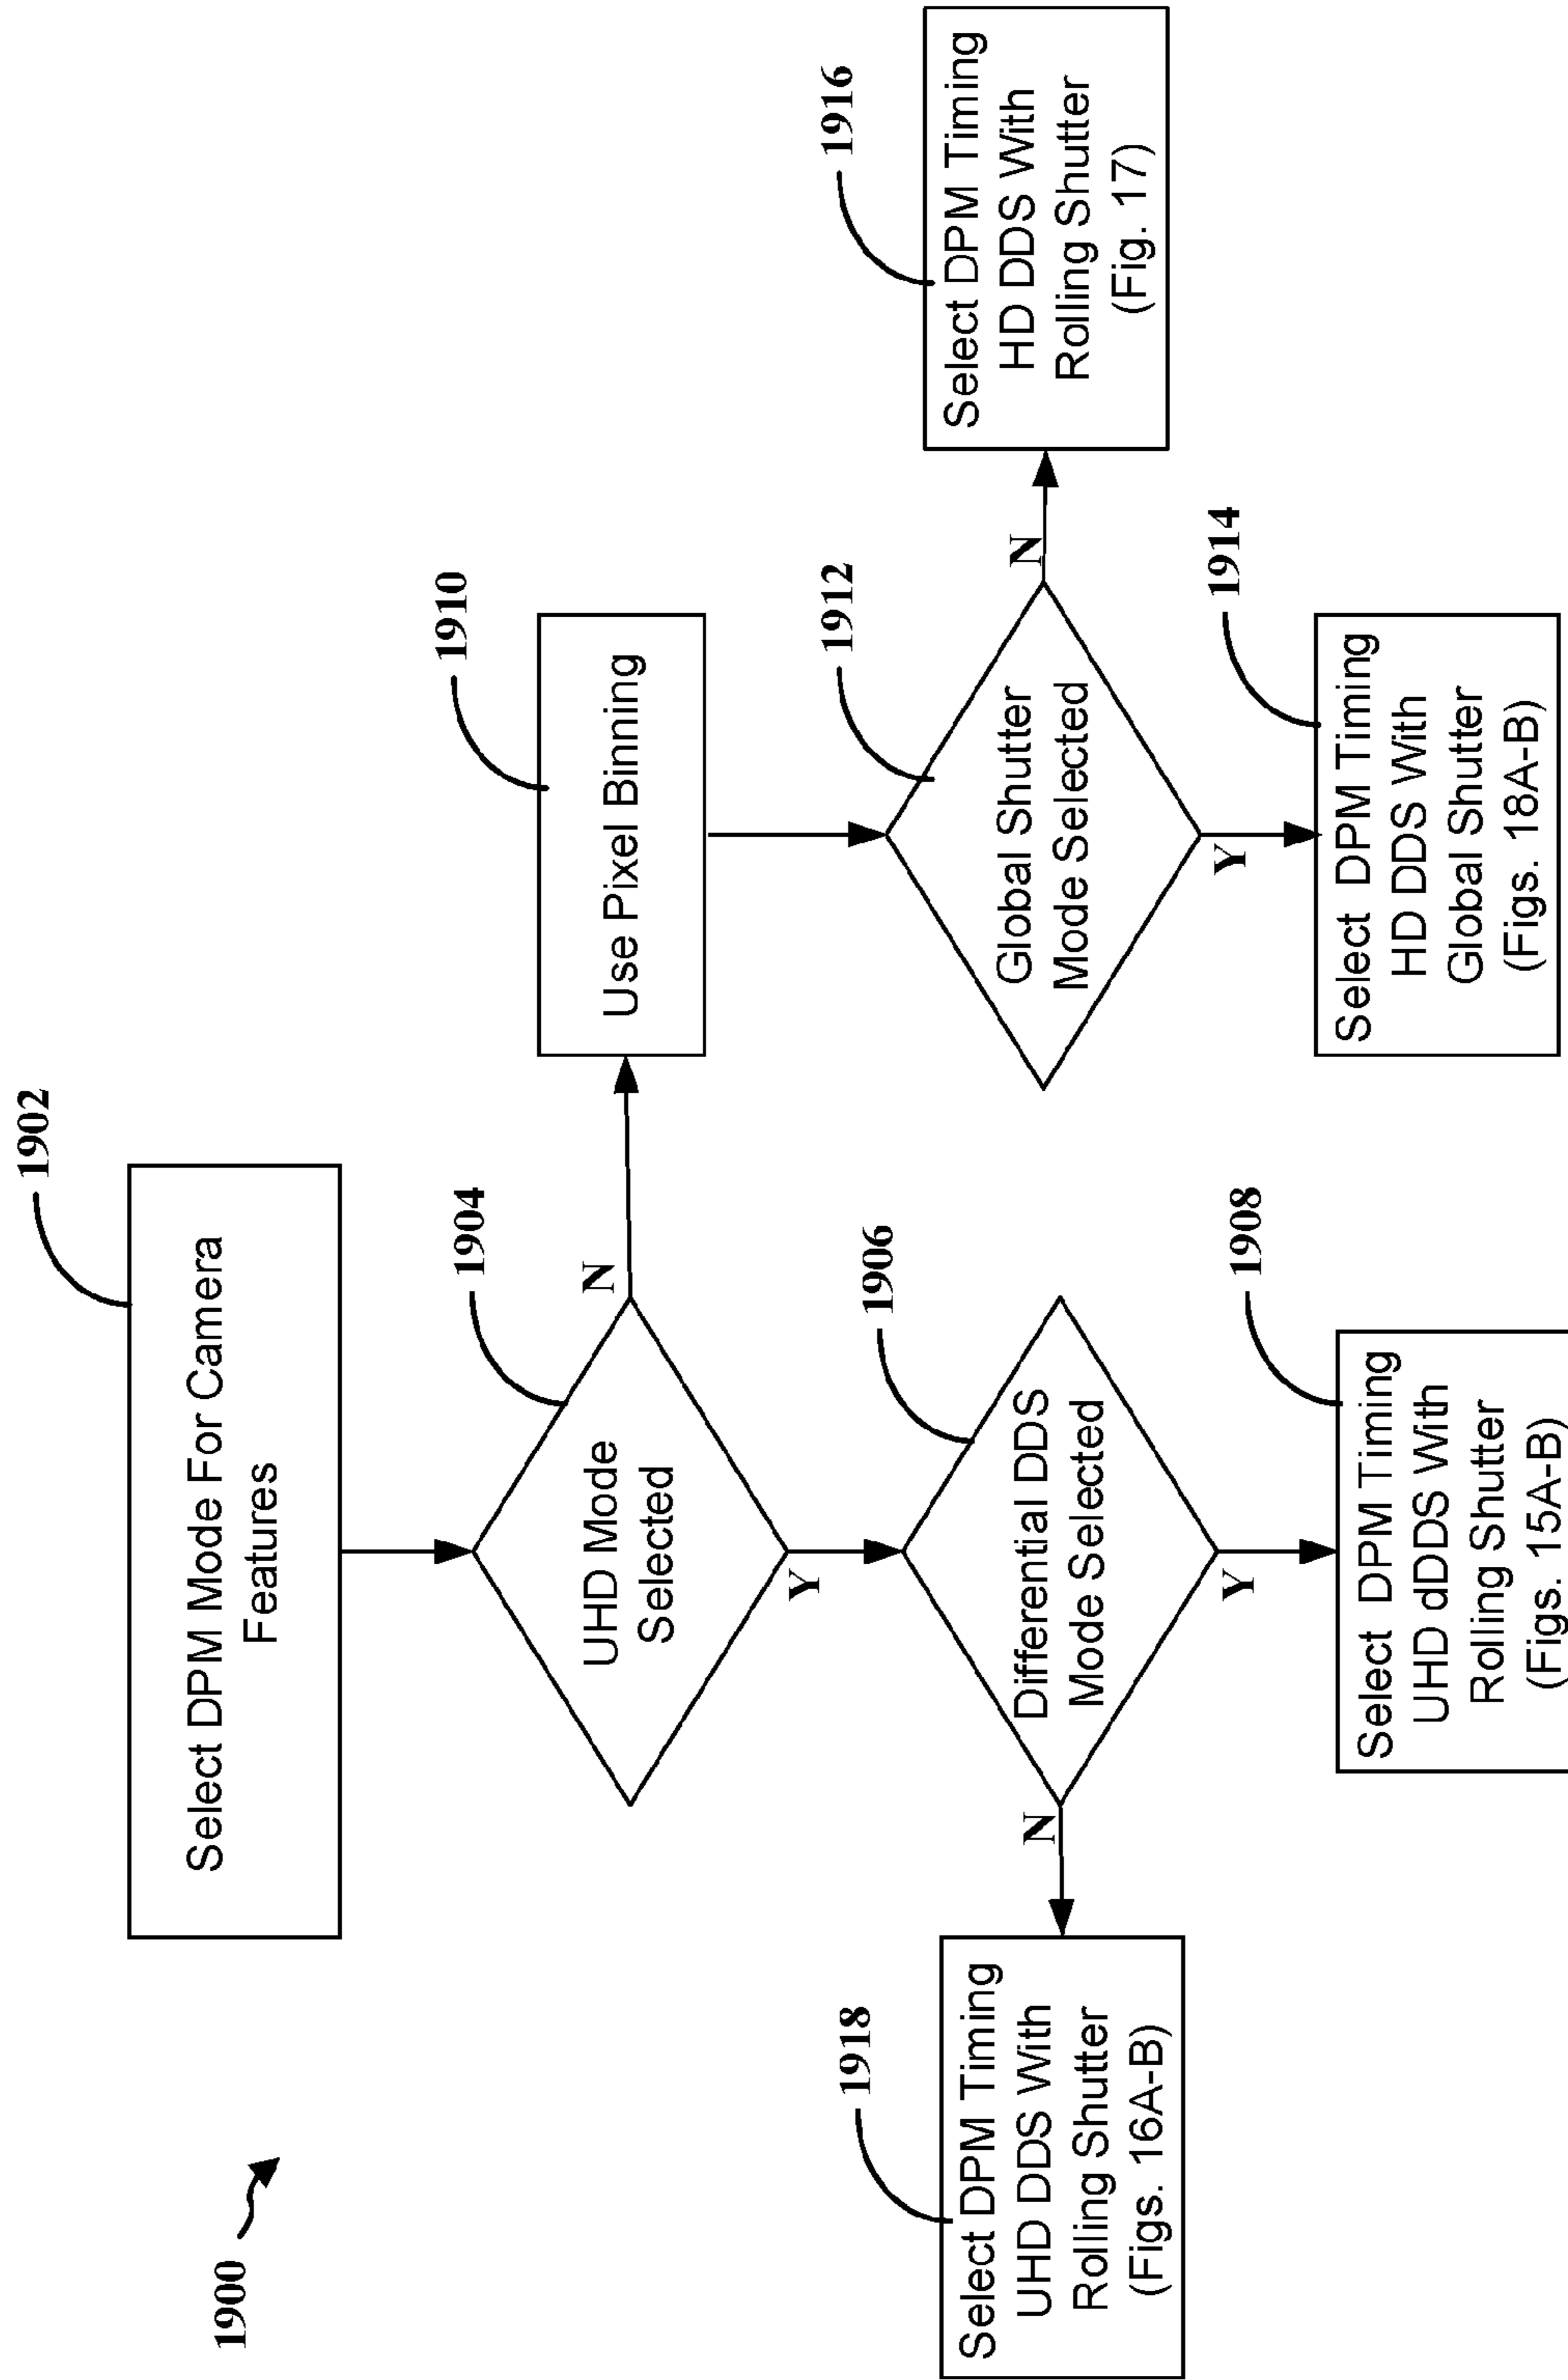 1900
1902
Select DPM Mode For Camera
Features
1904
UHD Mode
Selected
N
Y
1910
Use Pixel Binning
1906
Differential DDS
Mode Selected
N
Y
1912
Global Shutter
Mode Selected
N
Y
1918
Select DPM Timing
UHD DDS With
Rolling Shutter
(Figs. 16A-B)
1908
Select DPM Timing
UHD dDDS With
Rolling Shutter
(Figs. 15A-B)
1916
Select DPM Timing
HD DDS With
Rolling Shutter
(Fig. 17)
1914
Select DPM Timing
HD DDS With
Global Shutter
(Figs. 18A-B)